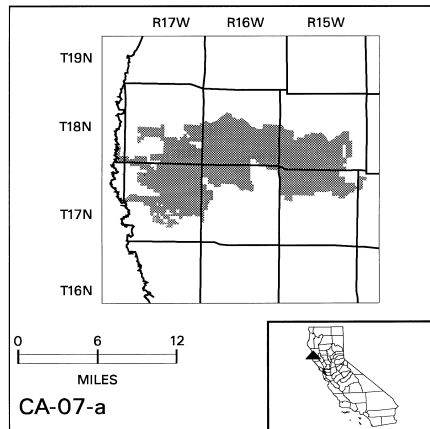 R17W R16W R15W
T19N
T18N
T17N
T16N
0 6 12
MILES
CA-07-a